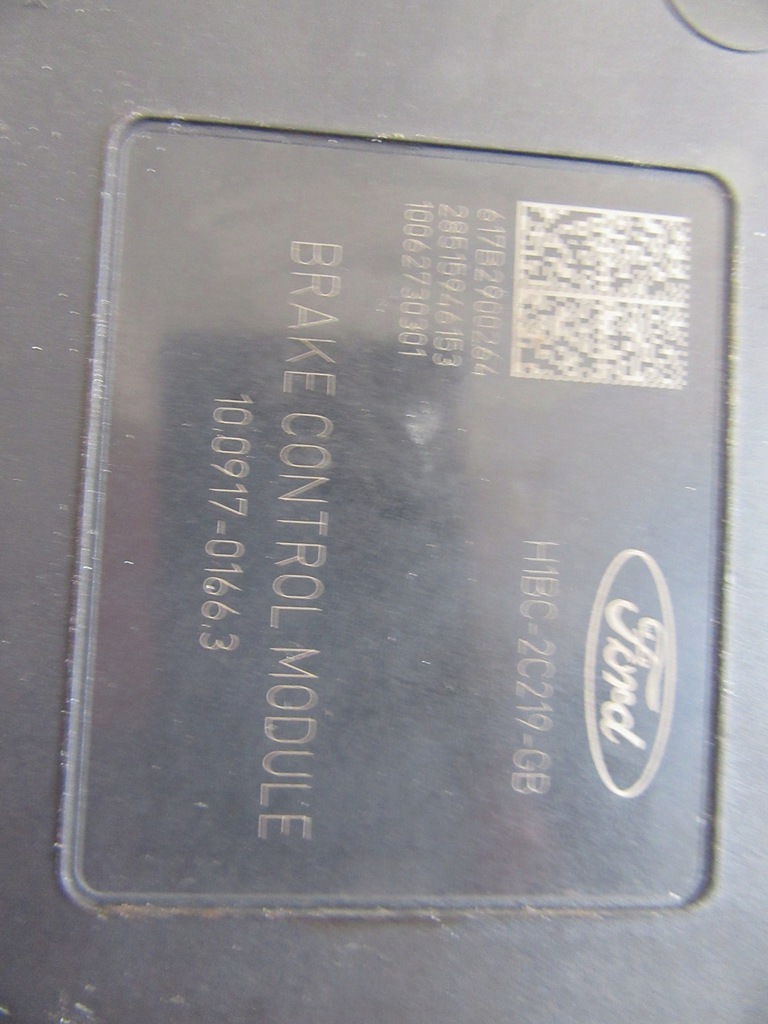 Ford
H1BC-2C219-GB
617B2900264
28515946153
10062730301
BRAKE CONTROL MODULE
10.0917-0166.3